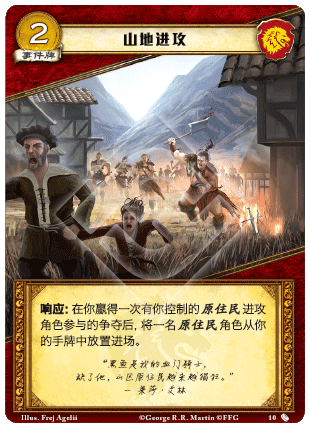 2
山地进攻
事件牌
响应: 在你赢得一次有你控制的原住民进攻
角色参与的争夺后, 将一名原住民角色从你
的手牌中放置进场。
“黑鱼是我的血门骑士，
缺了他，山区原住民越来越猖狂。”
— 莱莎·艾林
Illus. Frej Agelii
©George R.R. Martin ©FFG
10